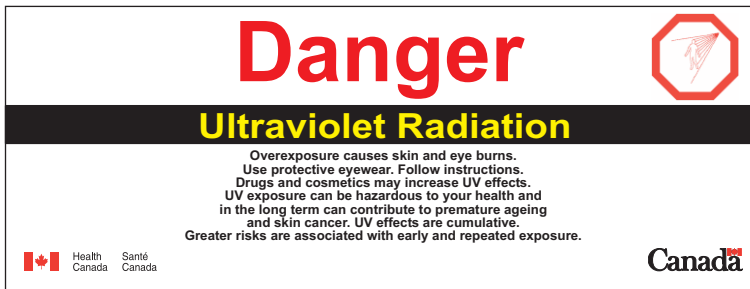 Danger
Ultraviolet Radiation
Overexposure causes skin and eye burns.
Use protective eyewear. Follow instructions.
Drugs and cosmetics may increase UV effects.
UV exposure can be hazardous to your health and
in the long term can contribute to premature ageing
and skin cancer. UV effects are cumulative.
Greater risks are associated with early and repeated exposure.
Health Santé
Canada Canada
Canada